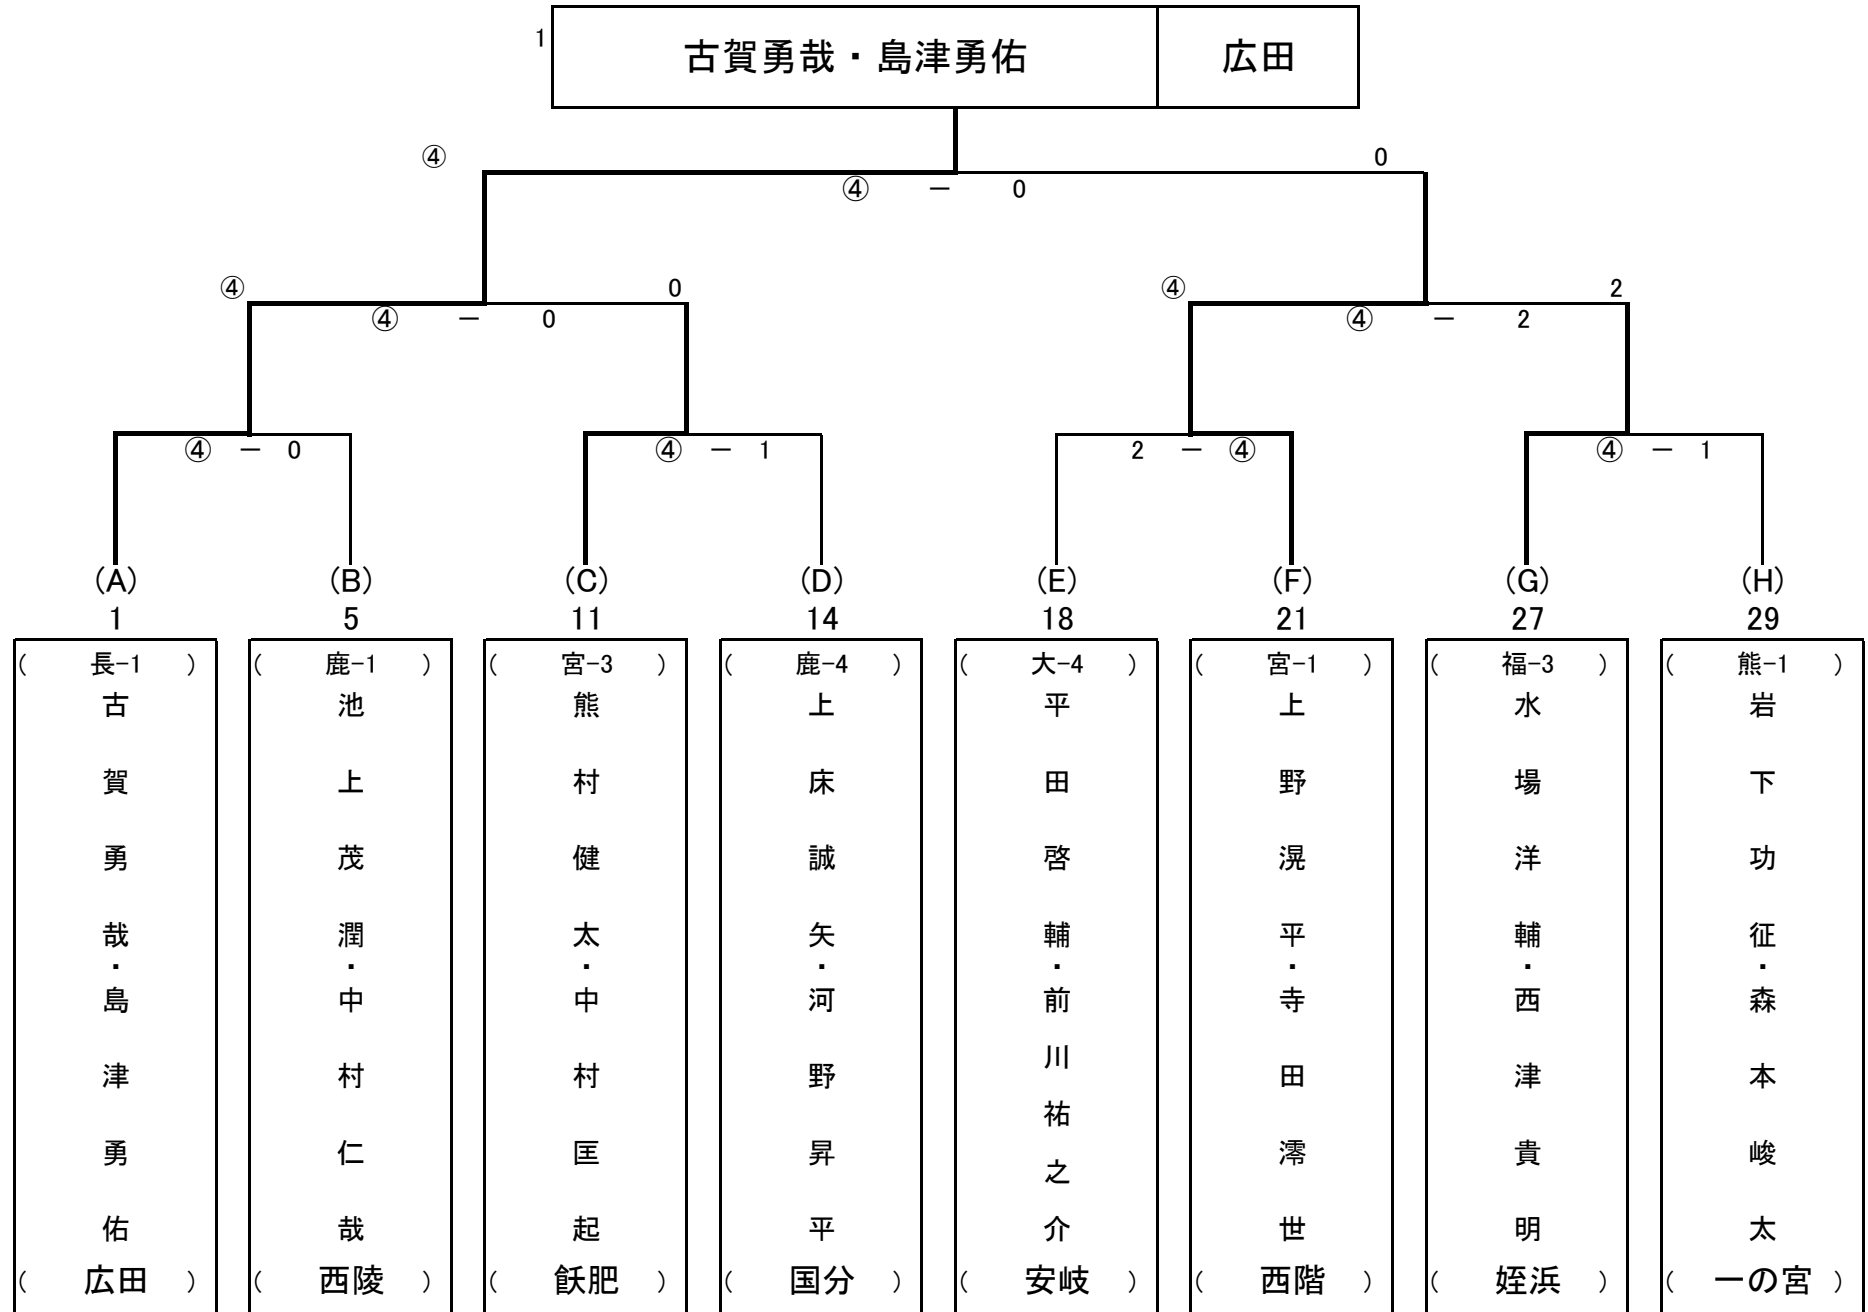 1
古賀勇哉・島津勇佑 広田
④ 0
④ － 0
④ 0 ④ 2
④ － 0 ④ － 2
④ － 0 ④ － 1 2 － ④ ④ － 1
(A) (B) (C) (D) (E) (F) (G) (H)
1 5 11 14 18 21 27 29
( 長-1 ) ( 鹿-1 ) ( 宮-3 ) ( 鹿-4 ) ( 大-4 ) ( 宮-1 ) ( 福-3 ) ( 熊-1 )
古賀勇哉・島津勇佑
池上茂潤・中村仁哉
熊村健太・中村匡起
上床誠矢・河野昇平
平田啓輔・前川祐之介
上野滉平・寺田澪世
水場洋輔・西津貴明
岩下功征・森本峻太
( 広田 ) ( 西陵 ) ( 飫肥 ) ( 国分 ) ( 安岐 ) ( 西階 ) ( 姪浜 ) ( 一の宮 )